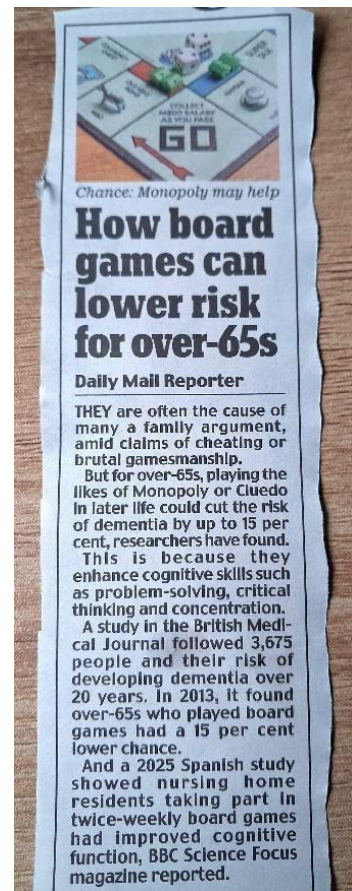 COLLECT
SALARY
AS YOU PASS
GO
Chance: Monopoly may help
How board
games can
lower risk
for over-65s
Daily Mail Reporter
THEY are often the cause of
many a family argument,
amid claims of cheating or
brutal gamesmanship.
But for over-65s, playing the
likes of Monopoly or Cluedo
in later life could cut the risk
of dementia by up to 15 per
cent, researchers have found.
This is because they
enhance cognitive skills such
as problem-solving, critical
thinking and concentration.
A study in the British Medi-
cal Journal followed 3,675
people and their risk of
developing dementia over
20 years. In 2013, it found
over-65s who played board
games had a 15 per cent
lower chance.
And a 2025 Spanish study
showed nursing home
residents taking part in
twice-weekly board games
had improved cognitive
function, BBC Science Focus
magazine reported.